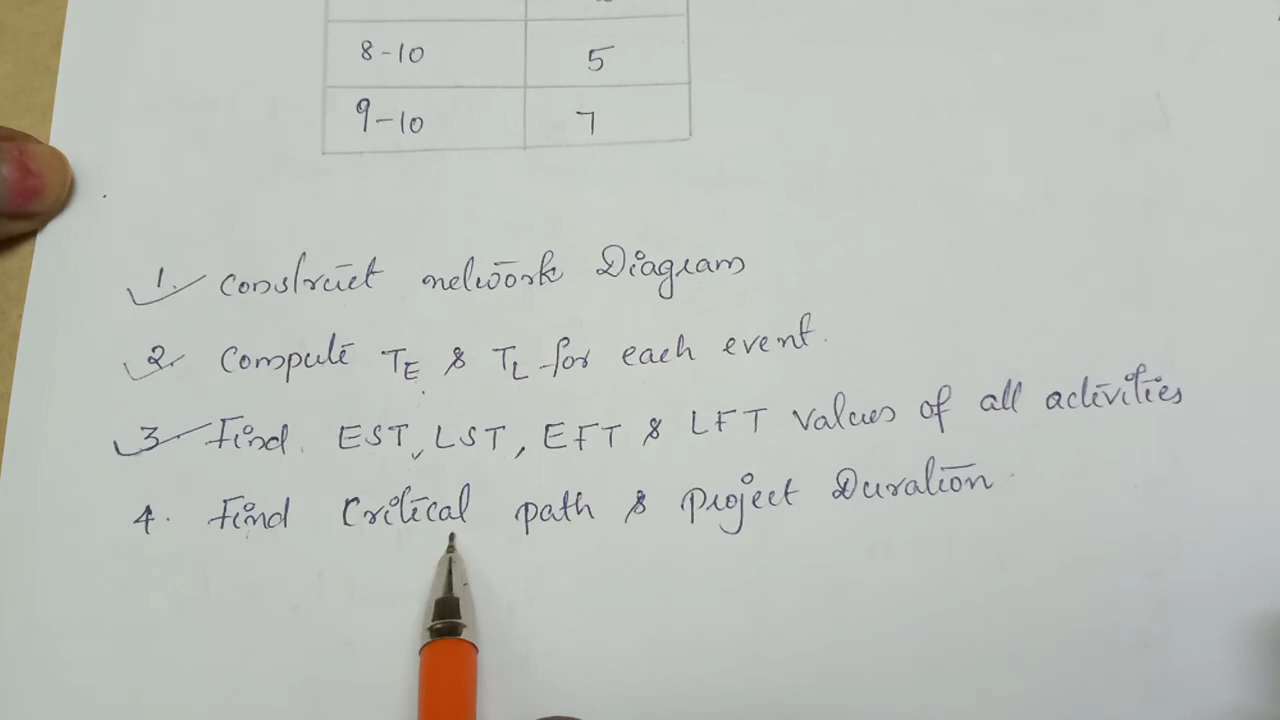 8-10 5
9-10 7
1. Construct network Diagram
2. Compute TE & TL for each event.
3. Find. EST, LST, EFT & LFT values of all activities
4. Find Critical path & Project Duration.